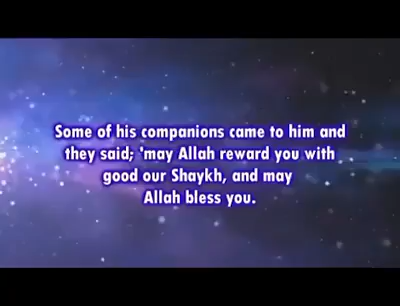 Some of his companions came to him and
they said; 'may Allah reward you with
good our Shaykh, and may
Allah bless you.